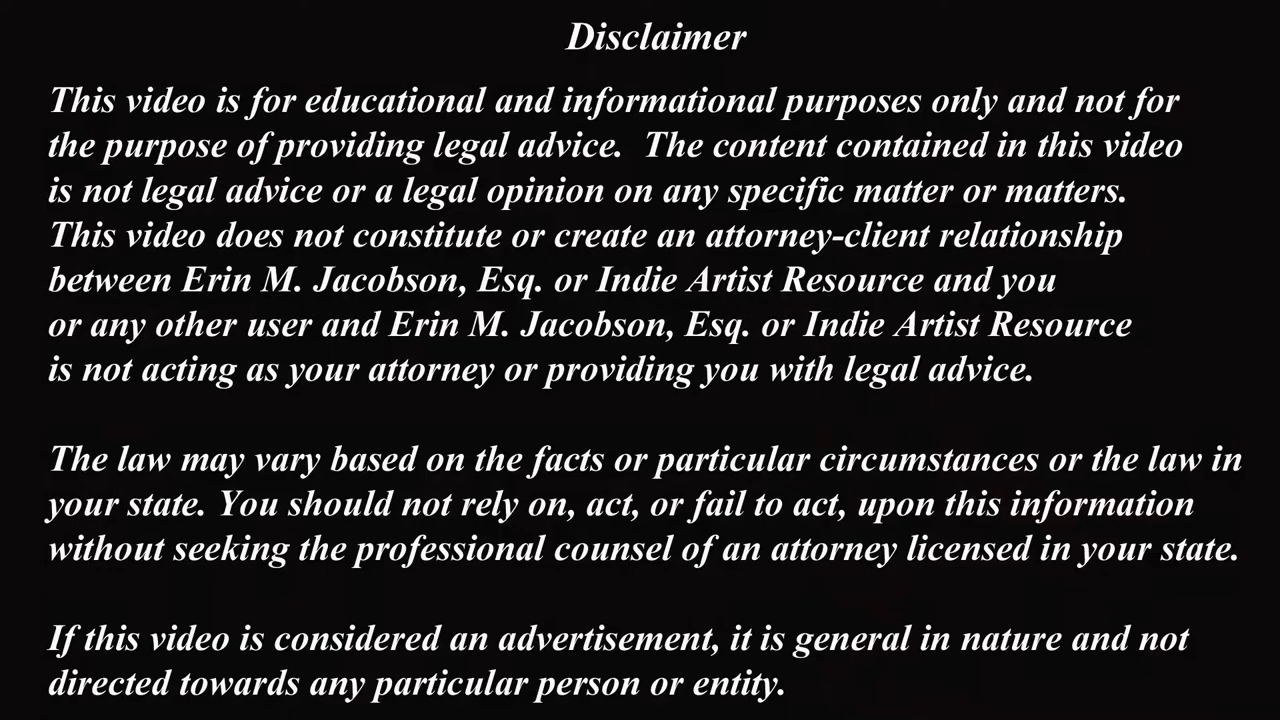 Disclaimer
This video is for educational and informational purposes only and not for
the purpose of providing legal advice.  The content contained in this video
is not legal advice or a legal opinion on any specific matter or matters.
This video does not constitute or create an attorney-client relationship
between Erin M. Jacobson, Esq. or Indie Artist Resource and you
or any other user and Erin M. Jacobson, Esq. or Indie Artist Resource
is not acting as your attorney or providing you with legal advice.
The law may vary based on the facts or particular circumstances or the law in
your state. You should not rely on, act, or fail to act, upon this information
without seeking the professional counsel of an attorney licensed in your state.
If this video is considered an advertisement, it is general in nature and not
directed towards any particular person or entity.